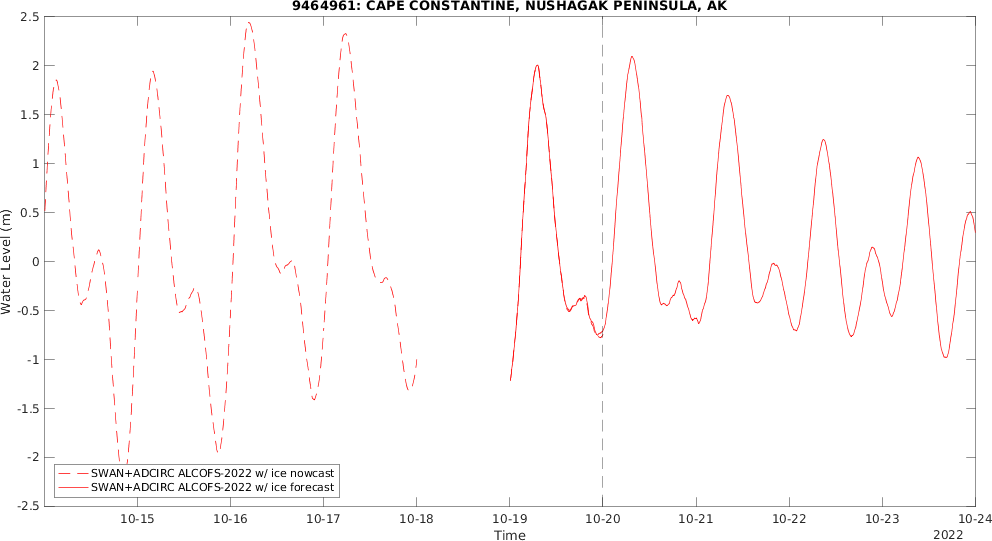 9464961: CAPE CONSTANTINE, NUSHAGAK PENINSULA, AK
Water Level (m)
2.5
2
1.5
1
0.5
0
-0.5
-1
-1.5
-2
-2.5
SWAN+ADCIRC ALCOFS-2022 w/ ice nowcast
SWAN+ADCIRC ALCOFS-2022 w/ ice forecast
10-15 10-16 10-17 10-18 10-19 10-20 10-21 10-22 10-23 10-24
Time
2022